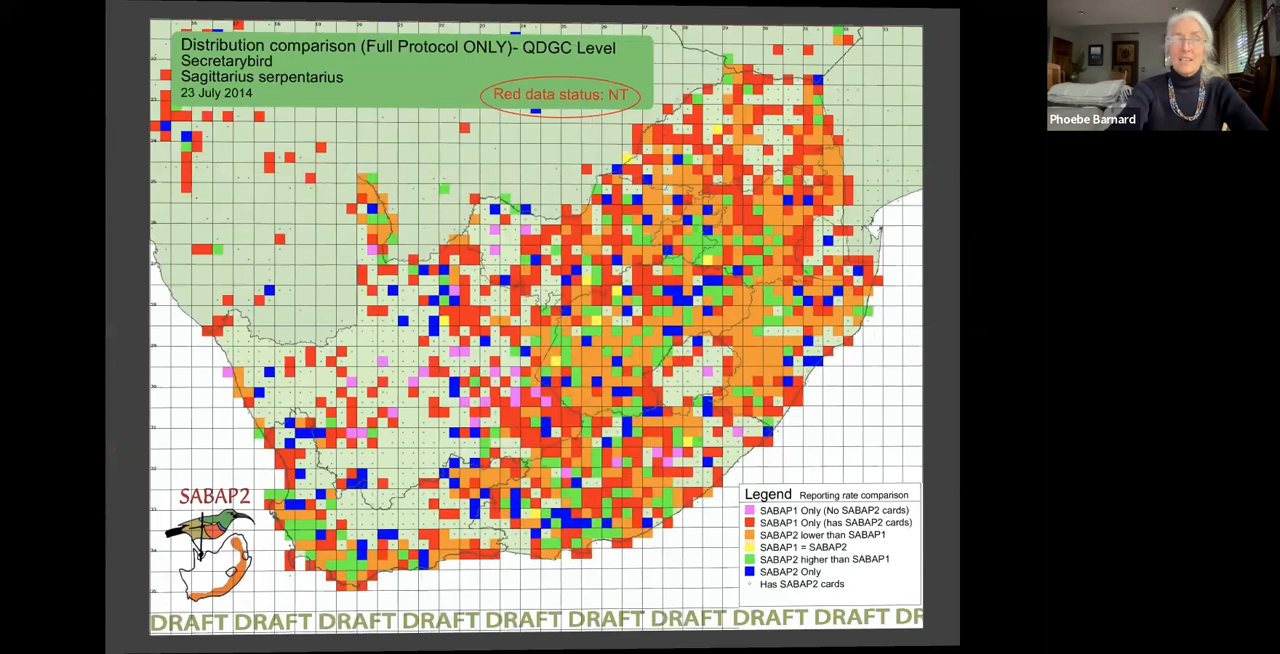 Distribution comparison (Full Protocol ONLY)- QDGC Level
Secretarybird
Sagittarius serpentarius
23 July 2014
Red data status: NT
Phoebe Barnard
SABAP2
Legend Reporting rate comparison
SABAP1 Only (No SABAP2 cards)
SABAP1 Only (has SABAP2 cards)
SABAP2 lower than SABAP1
SABAP1 = SABAP2
SABAP2 higher than SABAP1
SABAP2 Only
Has SABAP2 cards
DRAFT DRAFT DRAFT DRAFT DRAFT DRAFT DRAFT DRAFT DRAFT DR